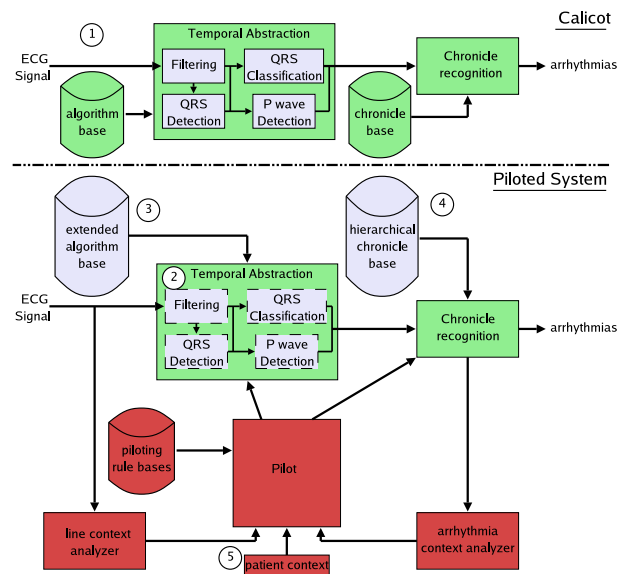 Calicot
1
Temporal Abstraction
ECG
Signal
Filtering
QRS
Classification
QRS
Detection
P wave
Detection
Chronicle
recognition
arrhythmias
algorithm
base
chronicle
base
Piloted System
3
4
extended
algorithm
base
hierarchical
chronicle
base
2
Temporal Abstraction
ECG
Signal
Filtering
QRS
Classification
QRS
Detection
P wave
Detection
Chronicle
recognition
arrhythmias
piloting
rule bases
Pilot
line context
analyzer
arrhythmia
context analyzer
5
patient context